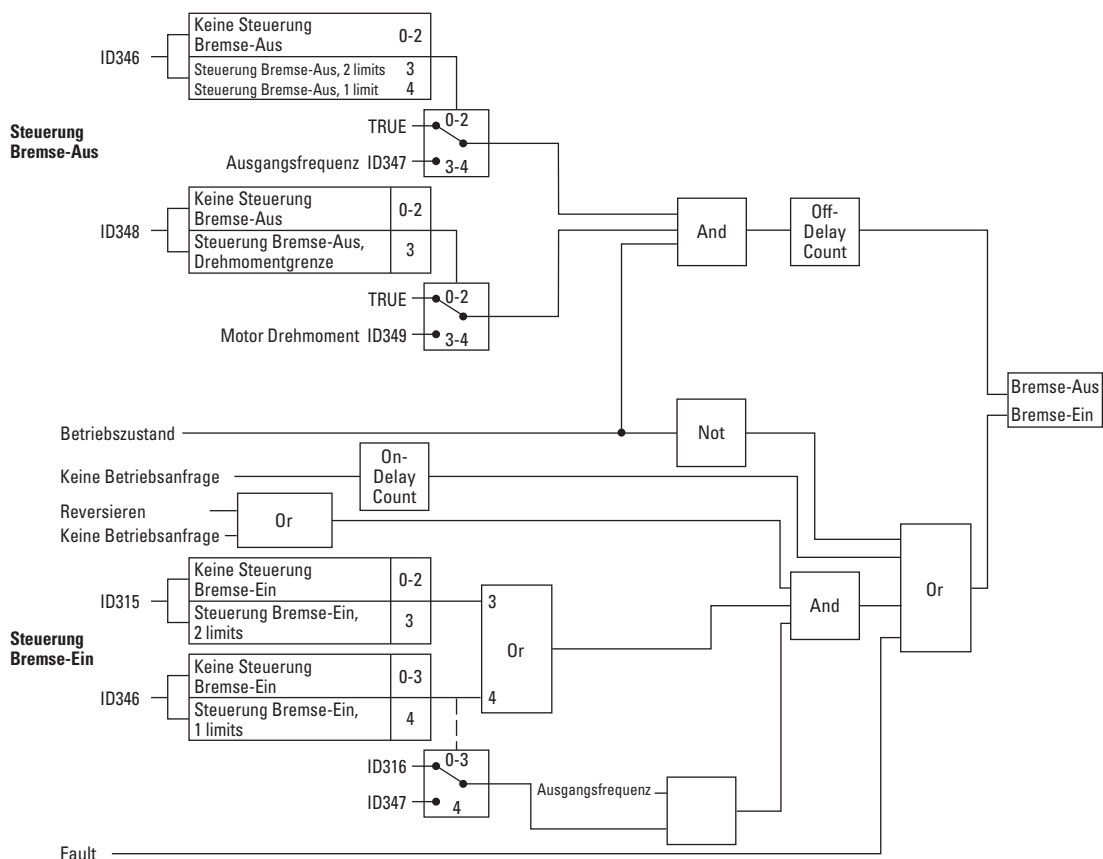 Keine Steuerung
Bremse-Aus
0-2
ID346
Steuerung Bremse-Aus, 2 limits 3
Steuerung Bremse-Aus, 1 limit 4
Steuerung
Bremse-Aus
TRUE
0-2
Ausgangsfrequenz ID347
3-4
Keine Steuerung
Bremse-Aus
0-2
ID348
Steuerung Bremse-Aus,
Drehmomentgrenze
3
TRUE
0-2
Motor Drehmoment ID349
3-4
And
Off-
Delay
Count
Bremse-Aus
Bremse-Ein
Betriebszustand
Not
Keine Betriebsanfrage
On-
Delay
Count
Reversieren
Keine Betriebsanfrage
Or
Keine Steuerung
Bremse-Ein
0-2
ID315
Steuerung Bremse-Ein,
2 limits
3
Steuerung
Bremse-Ein
Keine Steuerung
Bremse-Ein
0-3
ID346
Steuerung Bremse-Ein,
1 limits
4
3
Or
4
And
Or
ID316
0-3
ID347
4
Ausgangsfrequenz
Fault